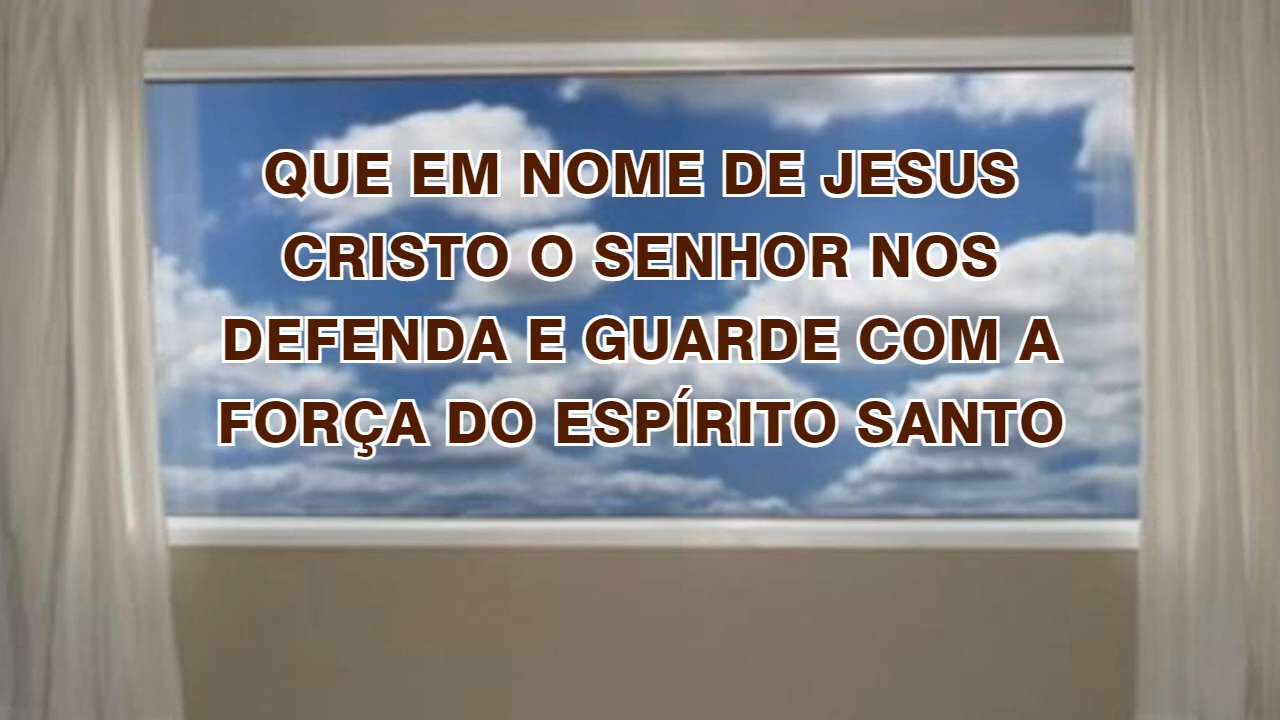 QUE EM NOME DE JESUS
CRISTO O SENHOR NOS
DEFENDA E GUARDE COM A
FORÇA DO ESPÍRITO SANTO